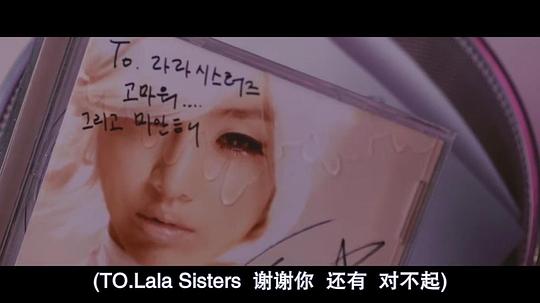 To. 라라시스터즈
고마워....
그리고 미안해
(TO.Lala Sisters 谢谢你 还有 对不起)